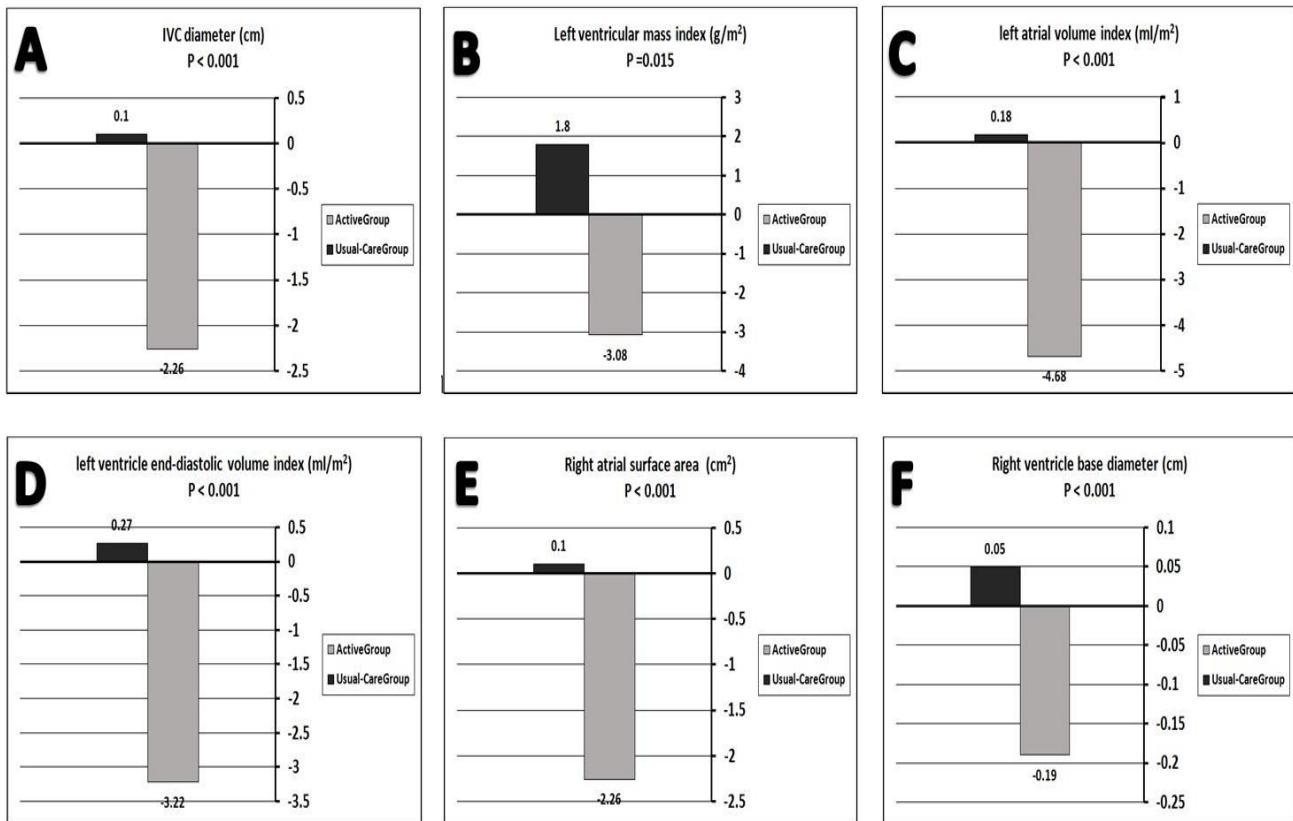 A
IVC diameter (cm)
P < 0.001
0.5
0
-0.5
-1
-1.5
-2
-2.5
0.1
-2.26
ActiveGroup
Usual-CareGroup
B
Left ventricular mass index (g/m²)
P =0.015
3
2
1
0
-1
-2
-3
-4
1.8
-3.08
ActiveGroup
Usual-CareGroup
C
left atrial volume index (ml/m²)
P < 0.001
1
0
-1
-2
-3
-4
-5
0.18
-4.68
ActiveGroup
Usual-CareGroup
D
left ventricle end-diastolic volume index (ml/m²)
P < 0.001
0.5
0
-0.5
-1
-1.5
-2
-2.5
-3
-3.5
0.27
-3.22
ActiveGroup
Usual-CareGroup
E
Right atrial surface area (cm²)
P < 0.001
0.5
0
-0.5
-1
-1.5
-2
-2.5
0.1
-2.26
ActiveGroup
Usual-CareGroup
F
Right ventricle base diameter (cm)
P < 0.001
0.1
0.05
0
-0.05
-0.1
-0.15
-0.2
-0.25
0.05
-0.19
ActiveGroup
Usual-CareGroup